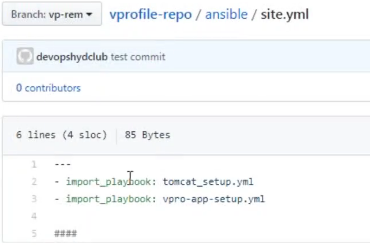 Branch: vp-rem vprofile-repo / ansible / site.yml
devopshydclub test commit
0 contributors
6 lines (4 sloc) 85 Bytes
1 ---
2 - import_playbook: tomcat_setup.yml
3 - import_playbook: vpro-app-setup.yml
4
5 ####